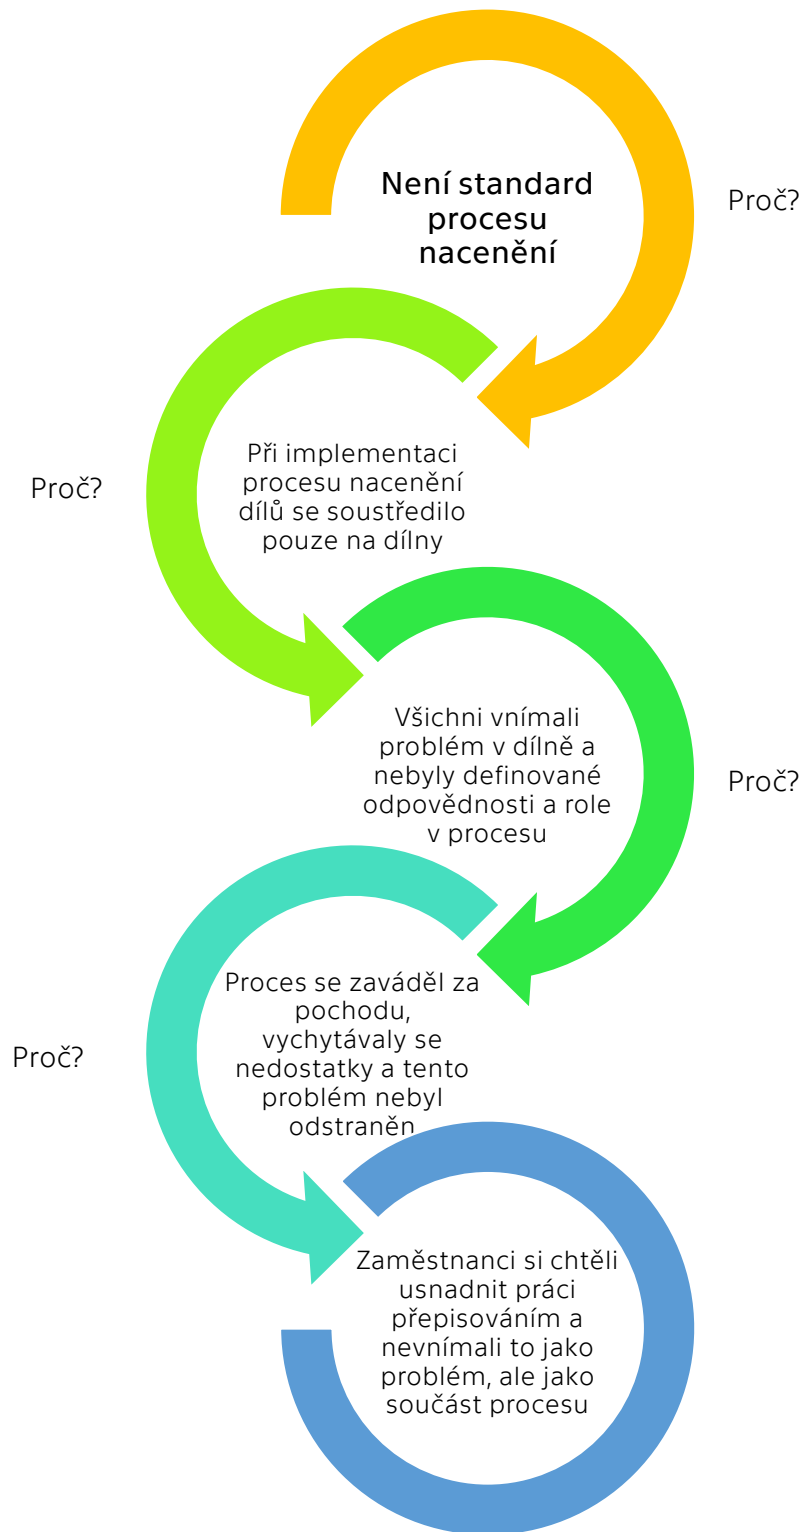 Není standard
procesu
nacenění
Proč?
Při implementaci
procesu nacenění
dílů se soustředilo
pouze na dílny
Proč?
Všichni vnímali
problém v dílně a
nebyly definované
odpovědnosti a role
v procesu
Proč?
Proces se zaváděl za
pochodu,
vychytávaly se
nedostatky a tento
problém nebyl
odstraněn
Proč?
Zaměstnanci si chtěli
usnadnit práci
přepisováním a
nevnímali to jako
problém, ale jako
součást procesu